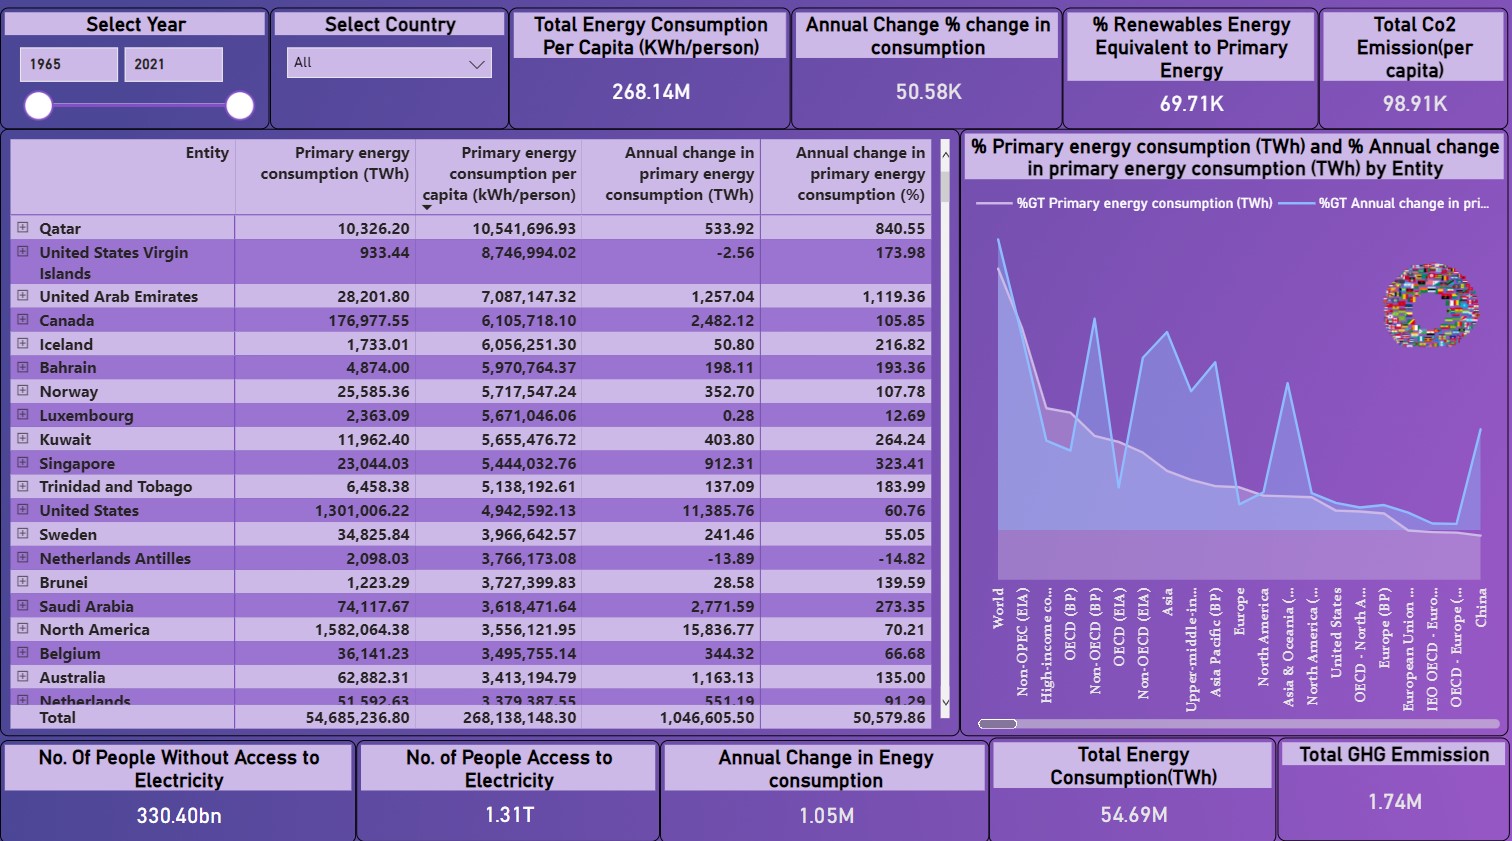 Select Year
1965
2021
Select Country
All
Total Energy Consumption
Per Capita (KWh/person)
268.14M
Annual Change % change in
consumption
50.58K
% Renewables Energy
Equivalent to Primary
Energy
69.71K
Total Co2
Emission(per
capita)
98.91K
Entity
Primary energy
consumption (TWh)
Primary energy
consumption per
capita (kWh/person)
Annual change in
primary energy
consumption (TWh)
Annual change in
primary energy
consumption (%)
Qatar 10,326.20 10,541,696.93 533.92 840.55
United States Virgin
Islands 933.44 8,746,994.02 -2.56 173.98
United Arab Emirates 28,201.80 7,087,147.32 1,257.04 1,119.36
Canada 176,977.55 6,105,718.10 2,482.12 105.85
Iceland 1,733.01 6,056,251.30 50.80 216.82
Bahrain 4,874.00 5,970,764.37 198.11 193.36
Norway 25,585.36 5,717,547.24 352.70 107.78
Luxembourg 2,363.09 5,671,046.06 0.28 12.69
Kuwait 11,962.40 5,655,476.72 403.80 264.24
Singapore 23,044.03 5,444,032.76 912.31 323.41
Trinidad and Tobago 6,458.38 5,138,192.61 137.09 183.99
United States 1,301,006.22 4,942,592.13 11,385.76 60.76
Sweden 34,825.84 3,966,642.57 241.46 55.05
Netherlands Antilles 2,098.03 3,766,173.08 -13.89 -14.82
Brunei 1,223.29 3,727,399.83 28.58 139.59
Saudi Arabia 74,117.67 3,618,471.64 2,771.59 273.35
North America 1,582,064.38 3,556,121.95 15,836.77 70.21
Belgium 36,141.23 3,495,755.14 344.32 66.68
Australia 62,882.31 3,413,194.79 1,163.13 135.00
Netherlands 51,592.63 3,379,387.55 551.19 91.29
Total 54,685,236.80 268,138,148.30 1,046,605.50 50,579.86
% Primary energy consumption (TWh) and % Annual change
in primary energy consumption (TWh) by Entity
%GT Primary energy consumption (TWh) %GT Annual change in pri...
World
Non-OPEC (EIA)
High-income co...
OECD (BP)
Non-OECD (BP)
OECD (EIA)
Non-OECD (EIA)
Asia
Upper-middle-in...
Asia Pacific (BP)
Europe
North America
Asia & Oceania (...
North America (...
United States
OECD - North A...
Europe (BP)
European Union ...
IEO OECD - Euro...
OECD - Europe (...
China
No. Of People Without Access to
Electricity
330.40bn
No. of People Access to
Electricity
1.31T
Annual Change in Enegy
consumption
1.05M
Total Energy
Consumption(TWh)
54.69M
Total GHG Emmission
1.74M